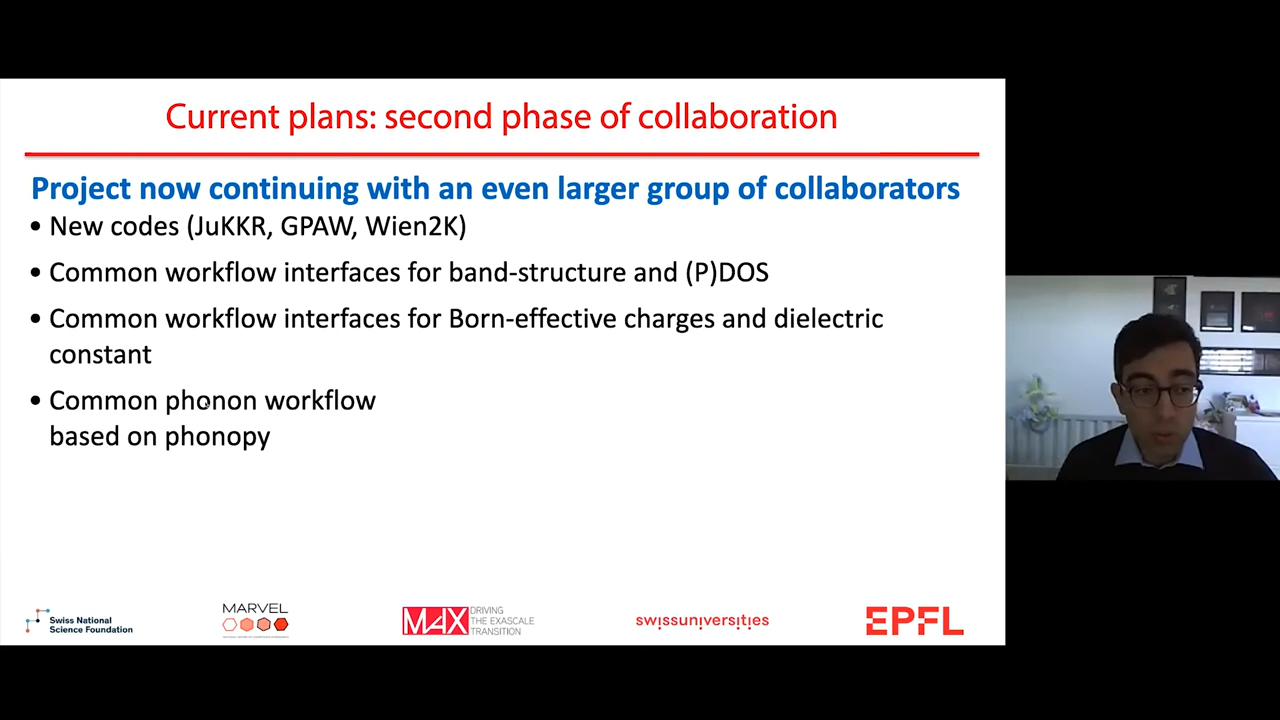 Current plans: second phase of collaboration
Project now continuing with an even larger group of collaborators
• New codes (JuKKR, GPAW, Wien2K)
• Common workflow interfaces for band-structure and (P)DOS
• Common workflow interfaces for Born-effective charges and dielectric
constant
• Common phonon workflow
based on phonopy
Swiss National
Science Foundation
MARVEL
MAX
DRIVING
THE EXASCALE
TRANSITION
swissuniversities
EPFL